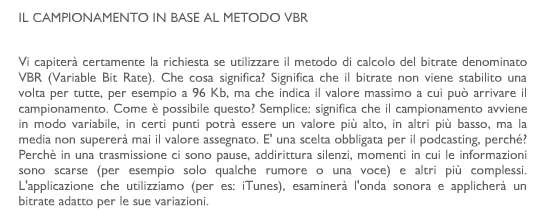 IL CAMPIONAMENTO IN BASE AL METODO VBR
Vi capiterà certamente la richiesta se utilizzare il metodo di calcolo del bitrate denominato
VBR (Variable Bit Rate). Che cosa significa? Significa che il bitrate non viene stabilito una
volta per tutte, per esempio a 96 Kb, ma che indica il valore massimo a cui può arrivare il
campionamento. Come è possibile questo? Semplice: significa che il campionamento avviene
in modo variabile, in certi punti potrà essere un valore più alto, in altri più basso, ma la
media non supererà mai il valore assegnato. E' una scelta obbligata per il podcasting, perché?
Perchè in una trasmissione ci sono pause, addirittura silenzi, momenti in cui le informazioni
sono scarse (per esempio solo qualche rumore o una voce) e altri più complessi.
L'applicazione che utilizziamo (per es: iTunes), esaminerà l'onda sonora e applicherà un
bitrate adatto per le sue variazioni.